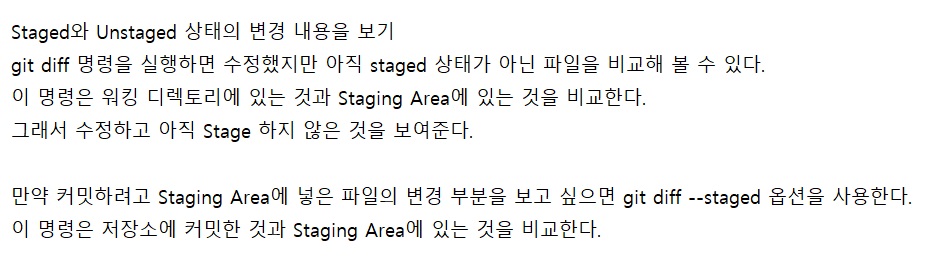 Staged와 Unstaged 상태의 변경 내용을 보기
git diff 명령을 실행하면 수정했지만 아직 staged 상태가 아닌 파일을 비교해 볼 수 있다.
이 명령은 워킹 디렉토리에 있는 것과 Staging Area에 있는 것을 비교한다.
그래서 수정하고 아직 Stage 하지 않은 것을 보여준다.
만약 커밋하려고 Staging Area에 넣은 파일의 변경 부분을 보고 싶으면 git diff --staged 옵션을 사용한다.
이 명령은 저장소에 커밋한 것과 Staging Area에 있는 것을 비교한다.